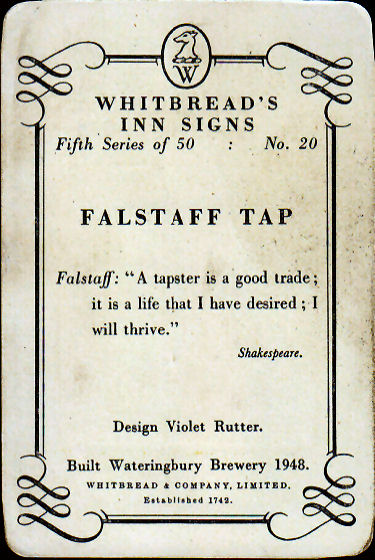 W
WHITBREAD'S
INN SIGNS
Fifth Series of 50 : No. 20
FALSTAFF TAP
Falstaff: "A tapster is a good trade;
it is a life that I have desired; I
will thrive."
Shakespeare.
Design Violet Rutter.
Built Wateringbury Brewery 1948.
WHITBREAD & COMPANY, LIMITED.
Established 1742.